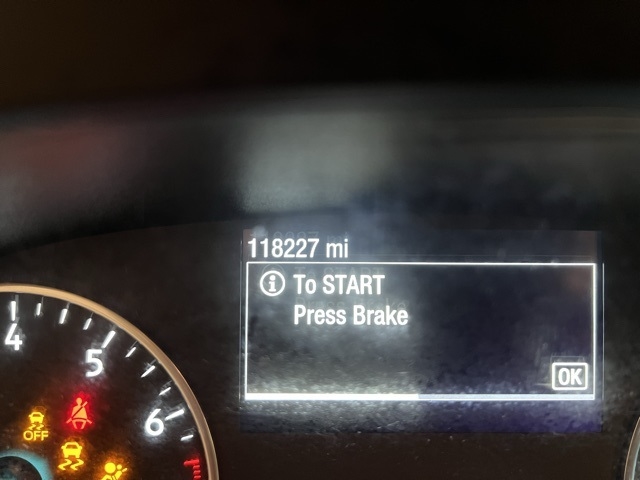 118227 mi
To START
Press Brake
OK
4
5
6
OFF